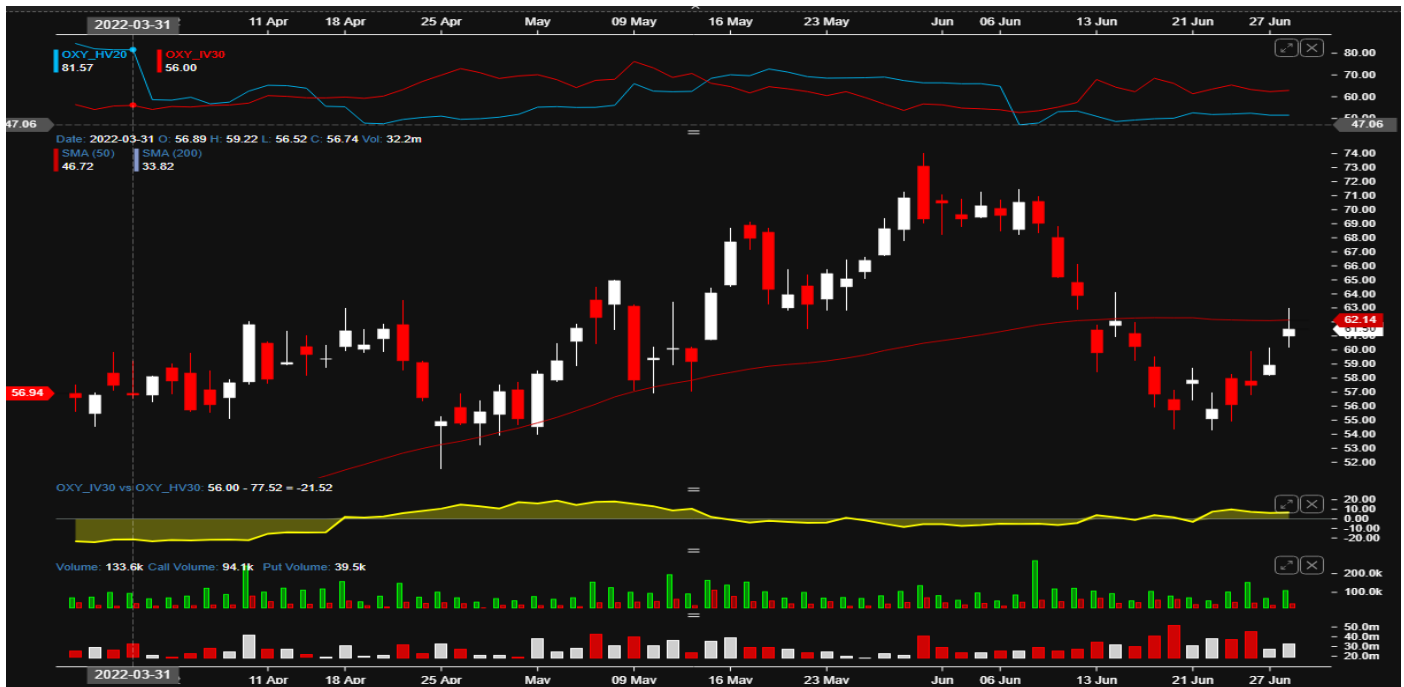 2022-03-31 11 Apr 18 Apr 25 Apr May 09 May 16 May 23 May Jun 06 Jun 13 Jun 21 Jun 27 Jun
OXY_HV20 OXY_IV30
81.57 56.00
80.00
70.00
60.00
50.00
47.06 47.06
Date: 2022-03-31 O: 56.89 H: 59.22 L: 56.52 C: 56.74 Vol: 32.2m
SMA (50) SMA (200)
46.72 33.82
74.00
73.00
72.00
71.00
70.00
69.00
68.00
67.00
66.00
65.00
64.00
63.00
62.14
61.50
61.00
60.00
59.00
58.00
56.94
57.00
56.00
55.00
54.00
53.00
52.00
OXY_IV30 vs OXY_HV30: 56.00 - 77.52 = -21.52
20.00
10.00
0.00
-10.00
-20.00
Volume: 133.6k Call Volume: 94.1k Put Volume: 39.5k
200.0k
100.0k
50.0m
40.0m
30.0m
20.0m
2022-03-31 11 Apr 18 Apr 25 Apr May 09 May 16 May 23 May Jun 06 Jun 13 Jun 21 Jun 27 Jun